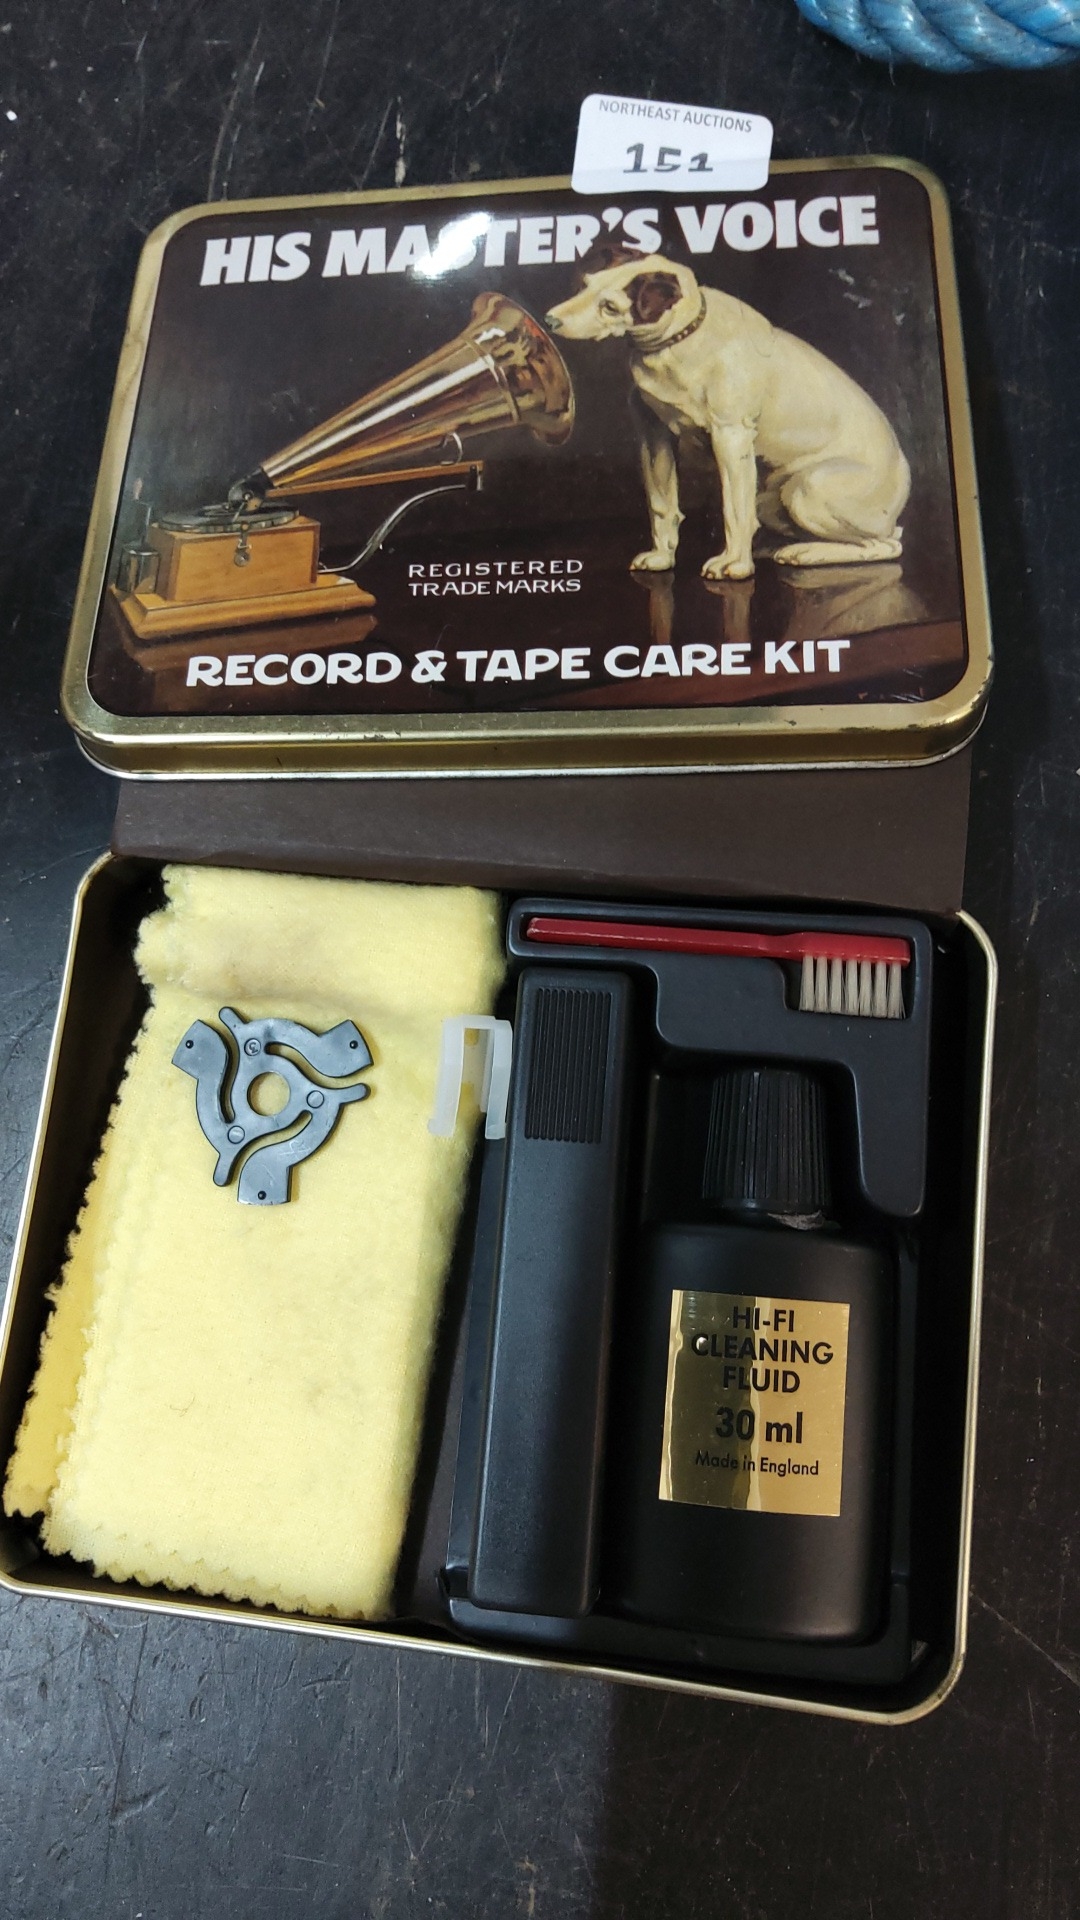 NORTHEAST AUCTIONS
151
HIS MASTER'S VOICE
REGISTERED
TRADE MARKS
RECORD & TAPE CARE KIT
HI-FI
CLEANING
FLUID
30 ml
Made in England